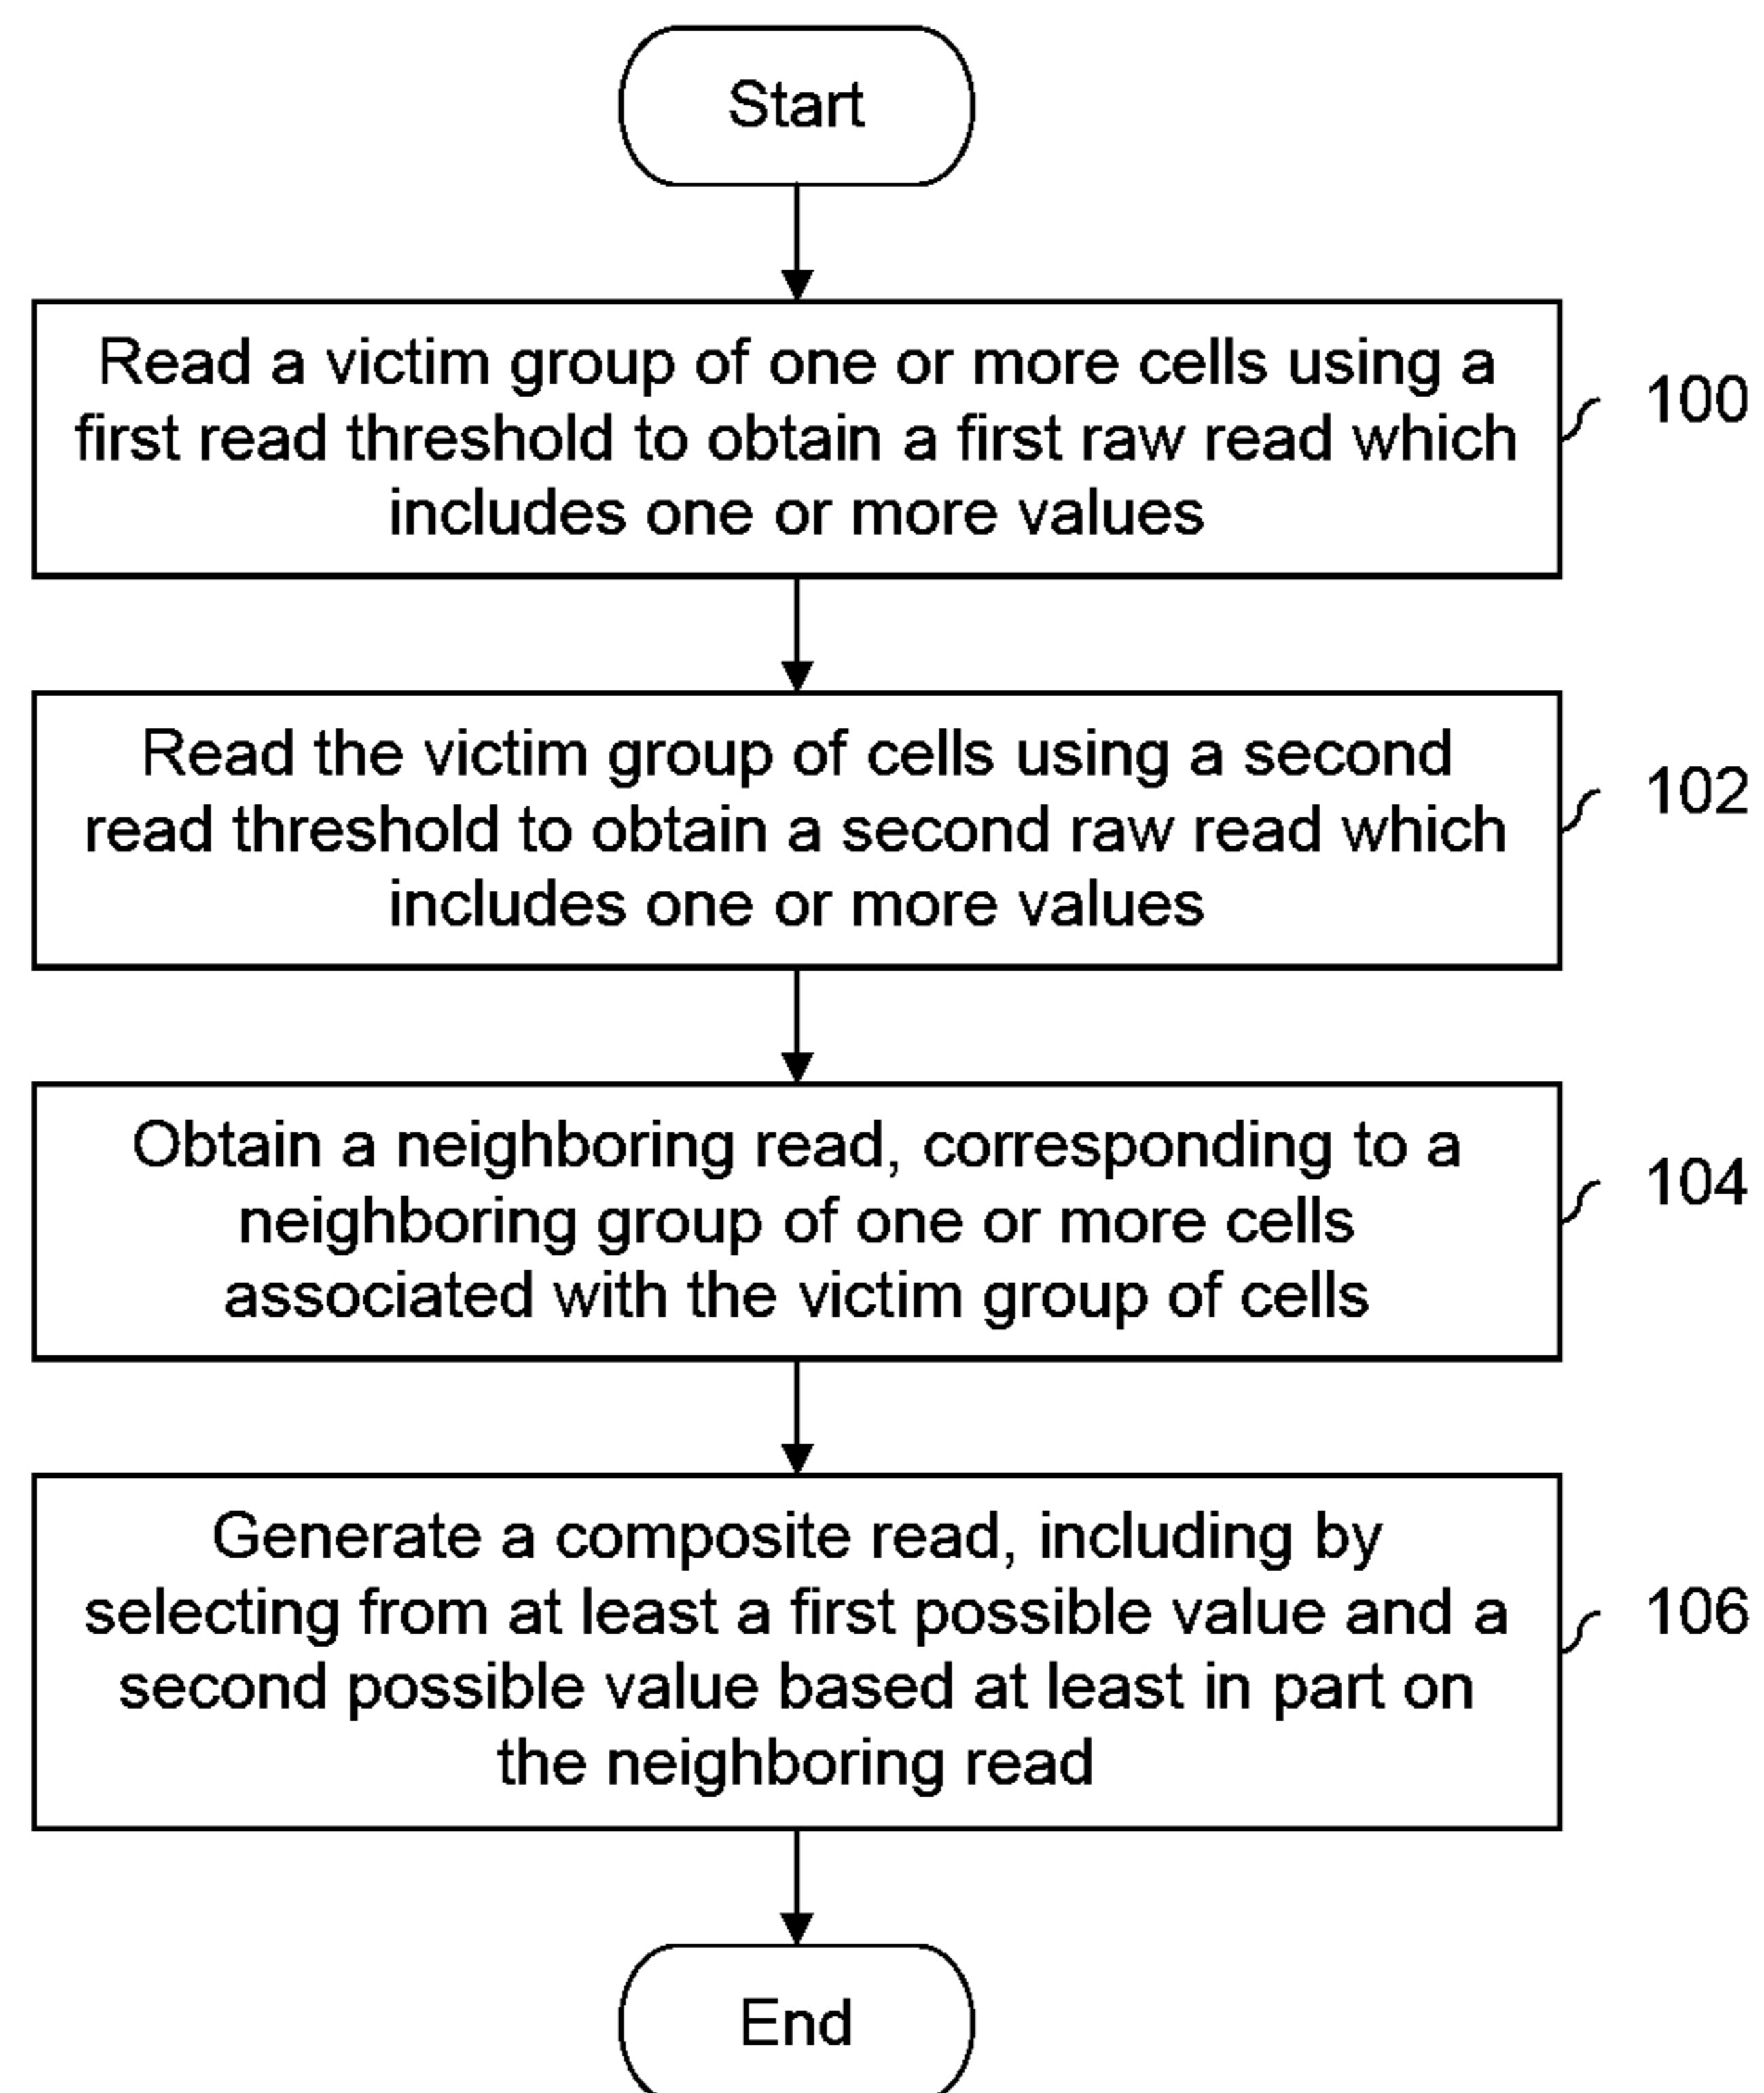 Start
Read a victim group of one or more cells using a
first read threshold to obtain a first raw read which
includes one or more values
100
Read the victim group of cells using a second
read threshold to obtain a second raw read which
includes one or more values
102
Obtain a neighboring read, corresponding to a
neighboring group of one or more cells
associated with the victim group of cells
104
Generate a composite read, including by
selecting from at least a first possible value and a
second possible value based at least in part on
the neighboring read
106
End